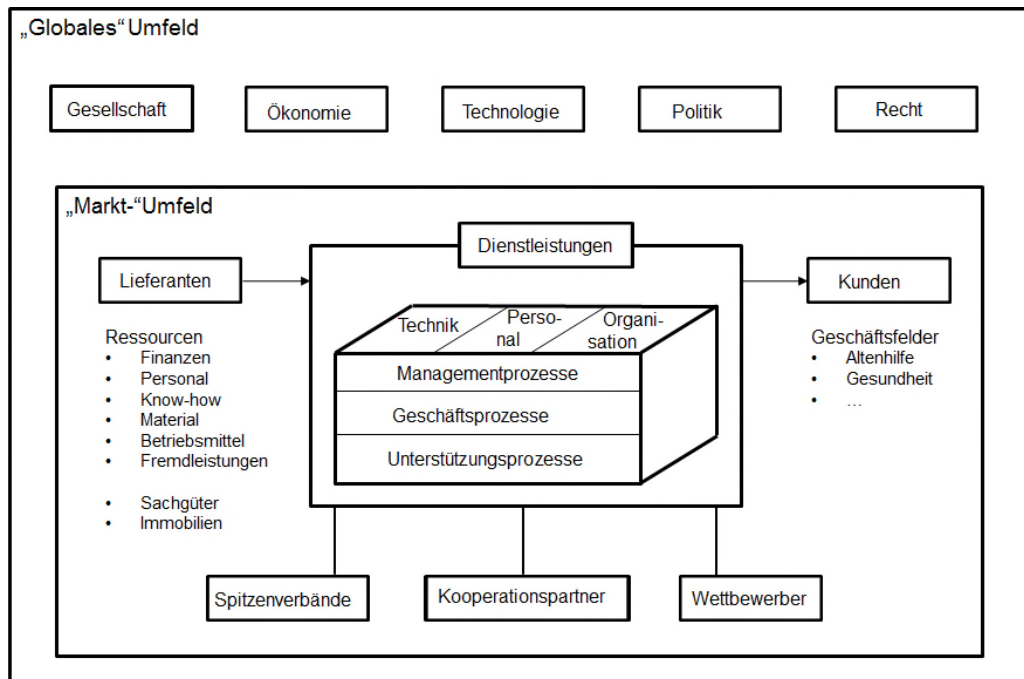 „Globales“ Umfeld
Gesellschaft
Ökonomie
Technologie
Politik
Recht
„Markt-“Umfeld
Dienstleistungen
Lieferanten
Kunden
Technik
Perso-
nal
Organi-
sation
Managementprozesse
Geschäftsprozesse
Unterstützungsprozesse
Ressourcen
• Finanzen
• Personal
• Know-how
• Material
• Betriebsmittel
• Fremdleistungen
• Sachgüter
• Immobilien
Geschäftsfelder
• Altenhilfe
• Gesundheit
• ...
Spitzenverbände
Kooperationspartner
Wettbewerber